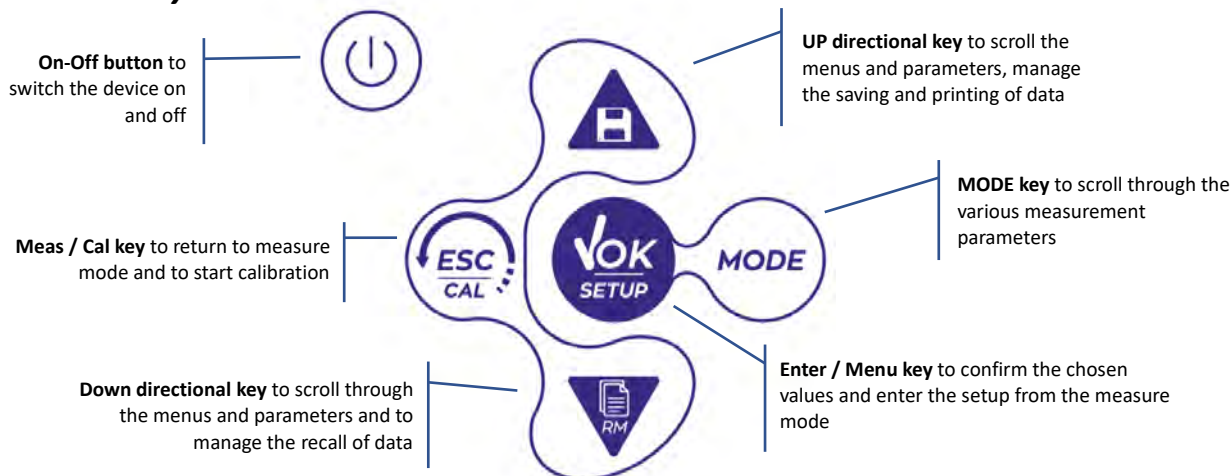 On-Off button to
switch the device on
and off
UP directional key to scroll the
menus and parameters, manage
the saving and printing of data
MODE key to scroll through the
various measurement
parameters
Meas / Cal key to return to measure
mode and to start calibration
ESC
CAL
OK
SETUP
MODE
Down directional key to scroll through
the menus and parameters and to
manage the recall of data
RM
Enter / Menu key to confirm the chosen
values and enter the setup from the measure
mode